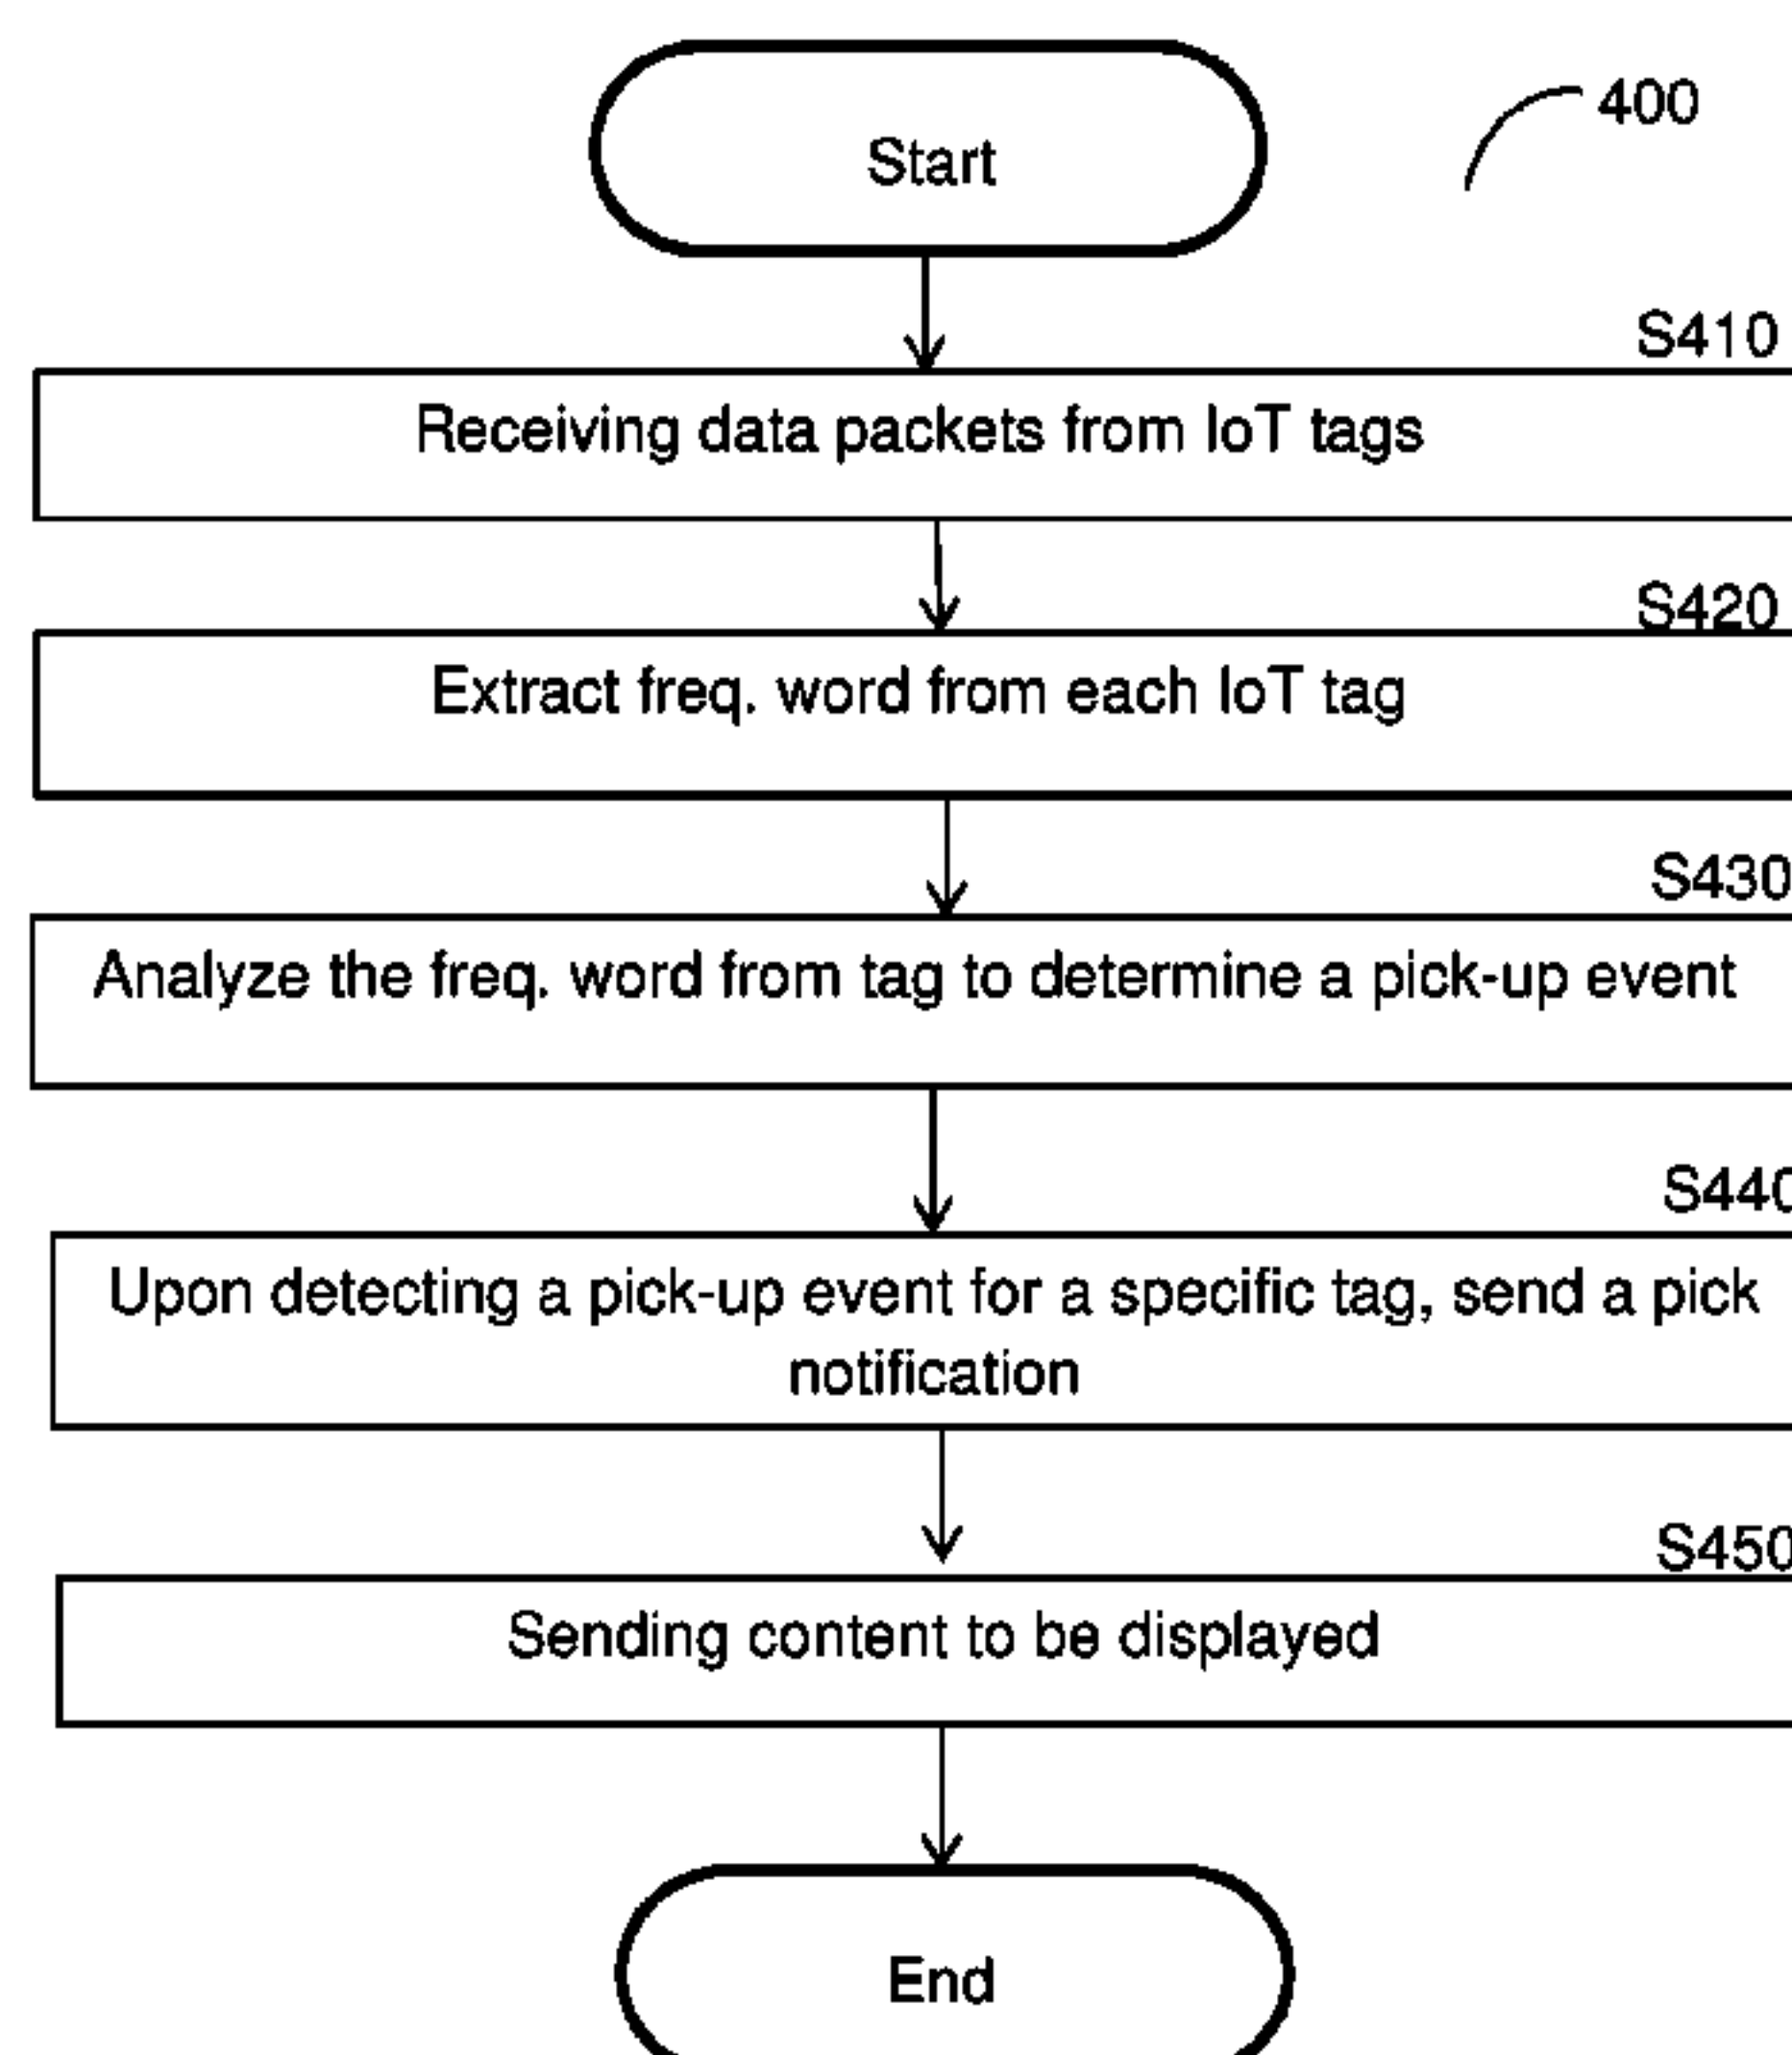 Start
400
S410
Receiving data packets from IoT tags
S420
Extract freq. word from each IoT tag
S430
Analyze the freq. word from tag to determine a pick-up event
S440
Upon detecting a pick-up event for a specific tag, send a pick
notification
S450
Sending content to be displayed
End